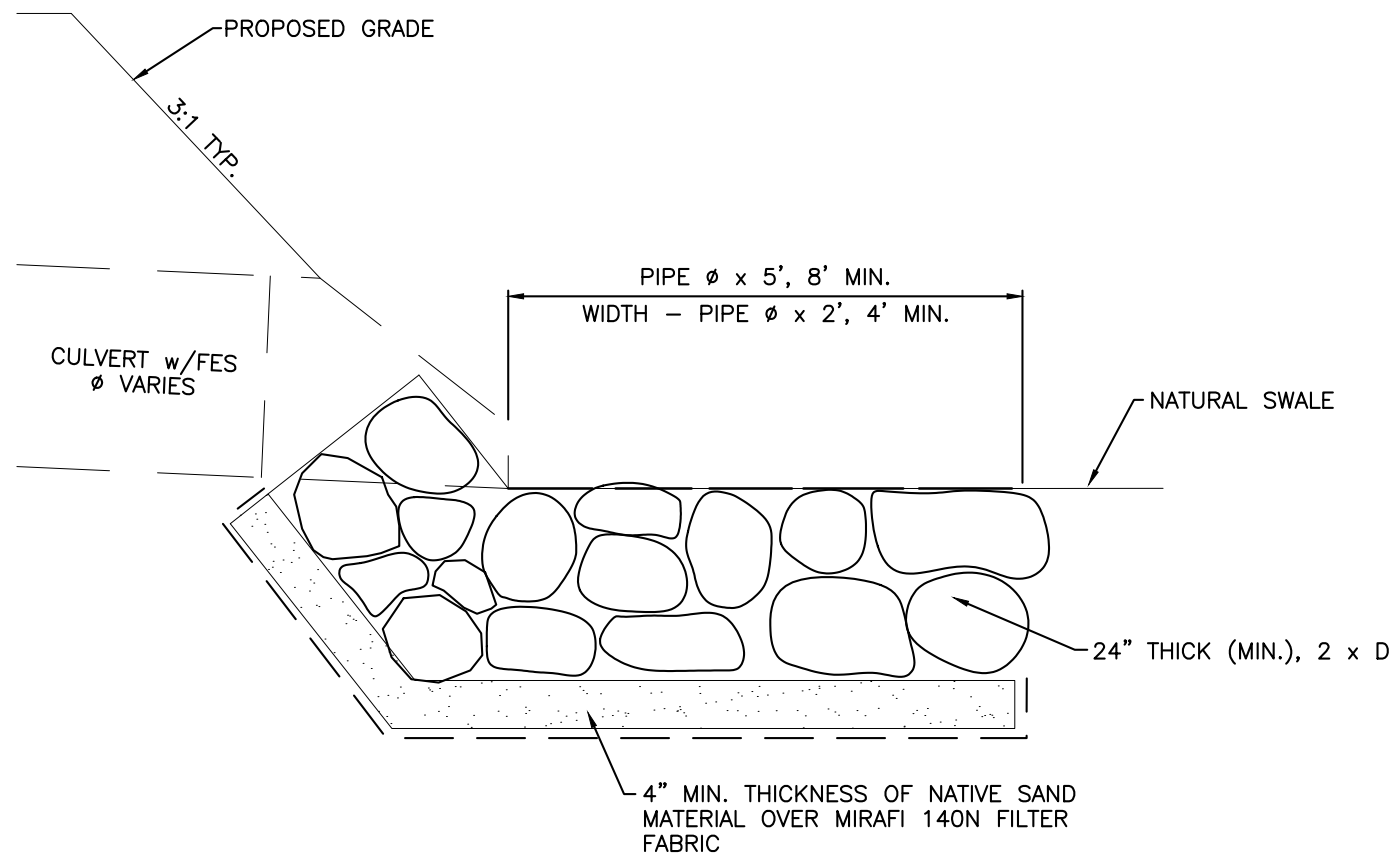 PROPOSED GRADE
3:1 TYP.
PIPE ø x 5', 8' MIN.
WIDTH – PIPE ø x 2', 4' MIN.
CULVERT w/FES
ø VARIES
NATURAL SWALE
24" THICK (MIN.), 2 x D
4" MIN. THICKNESS OF NATIVE SAND
MATERIAL OVER MIRAFI 140N FILTER
FABRIC